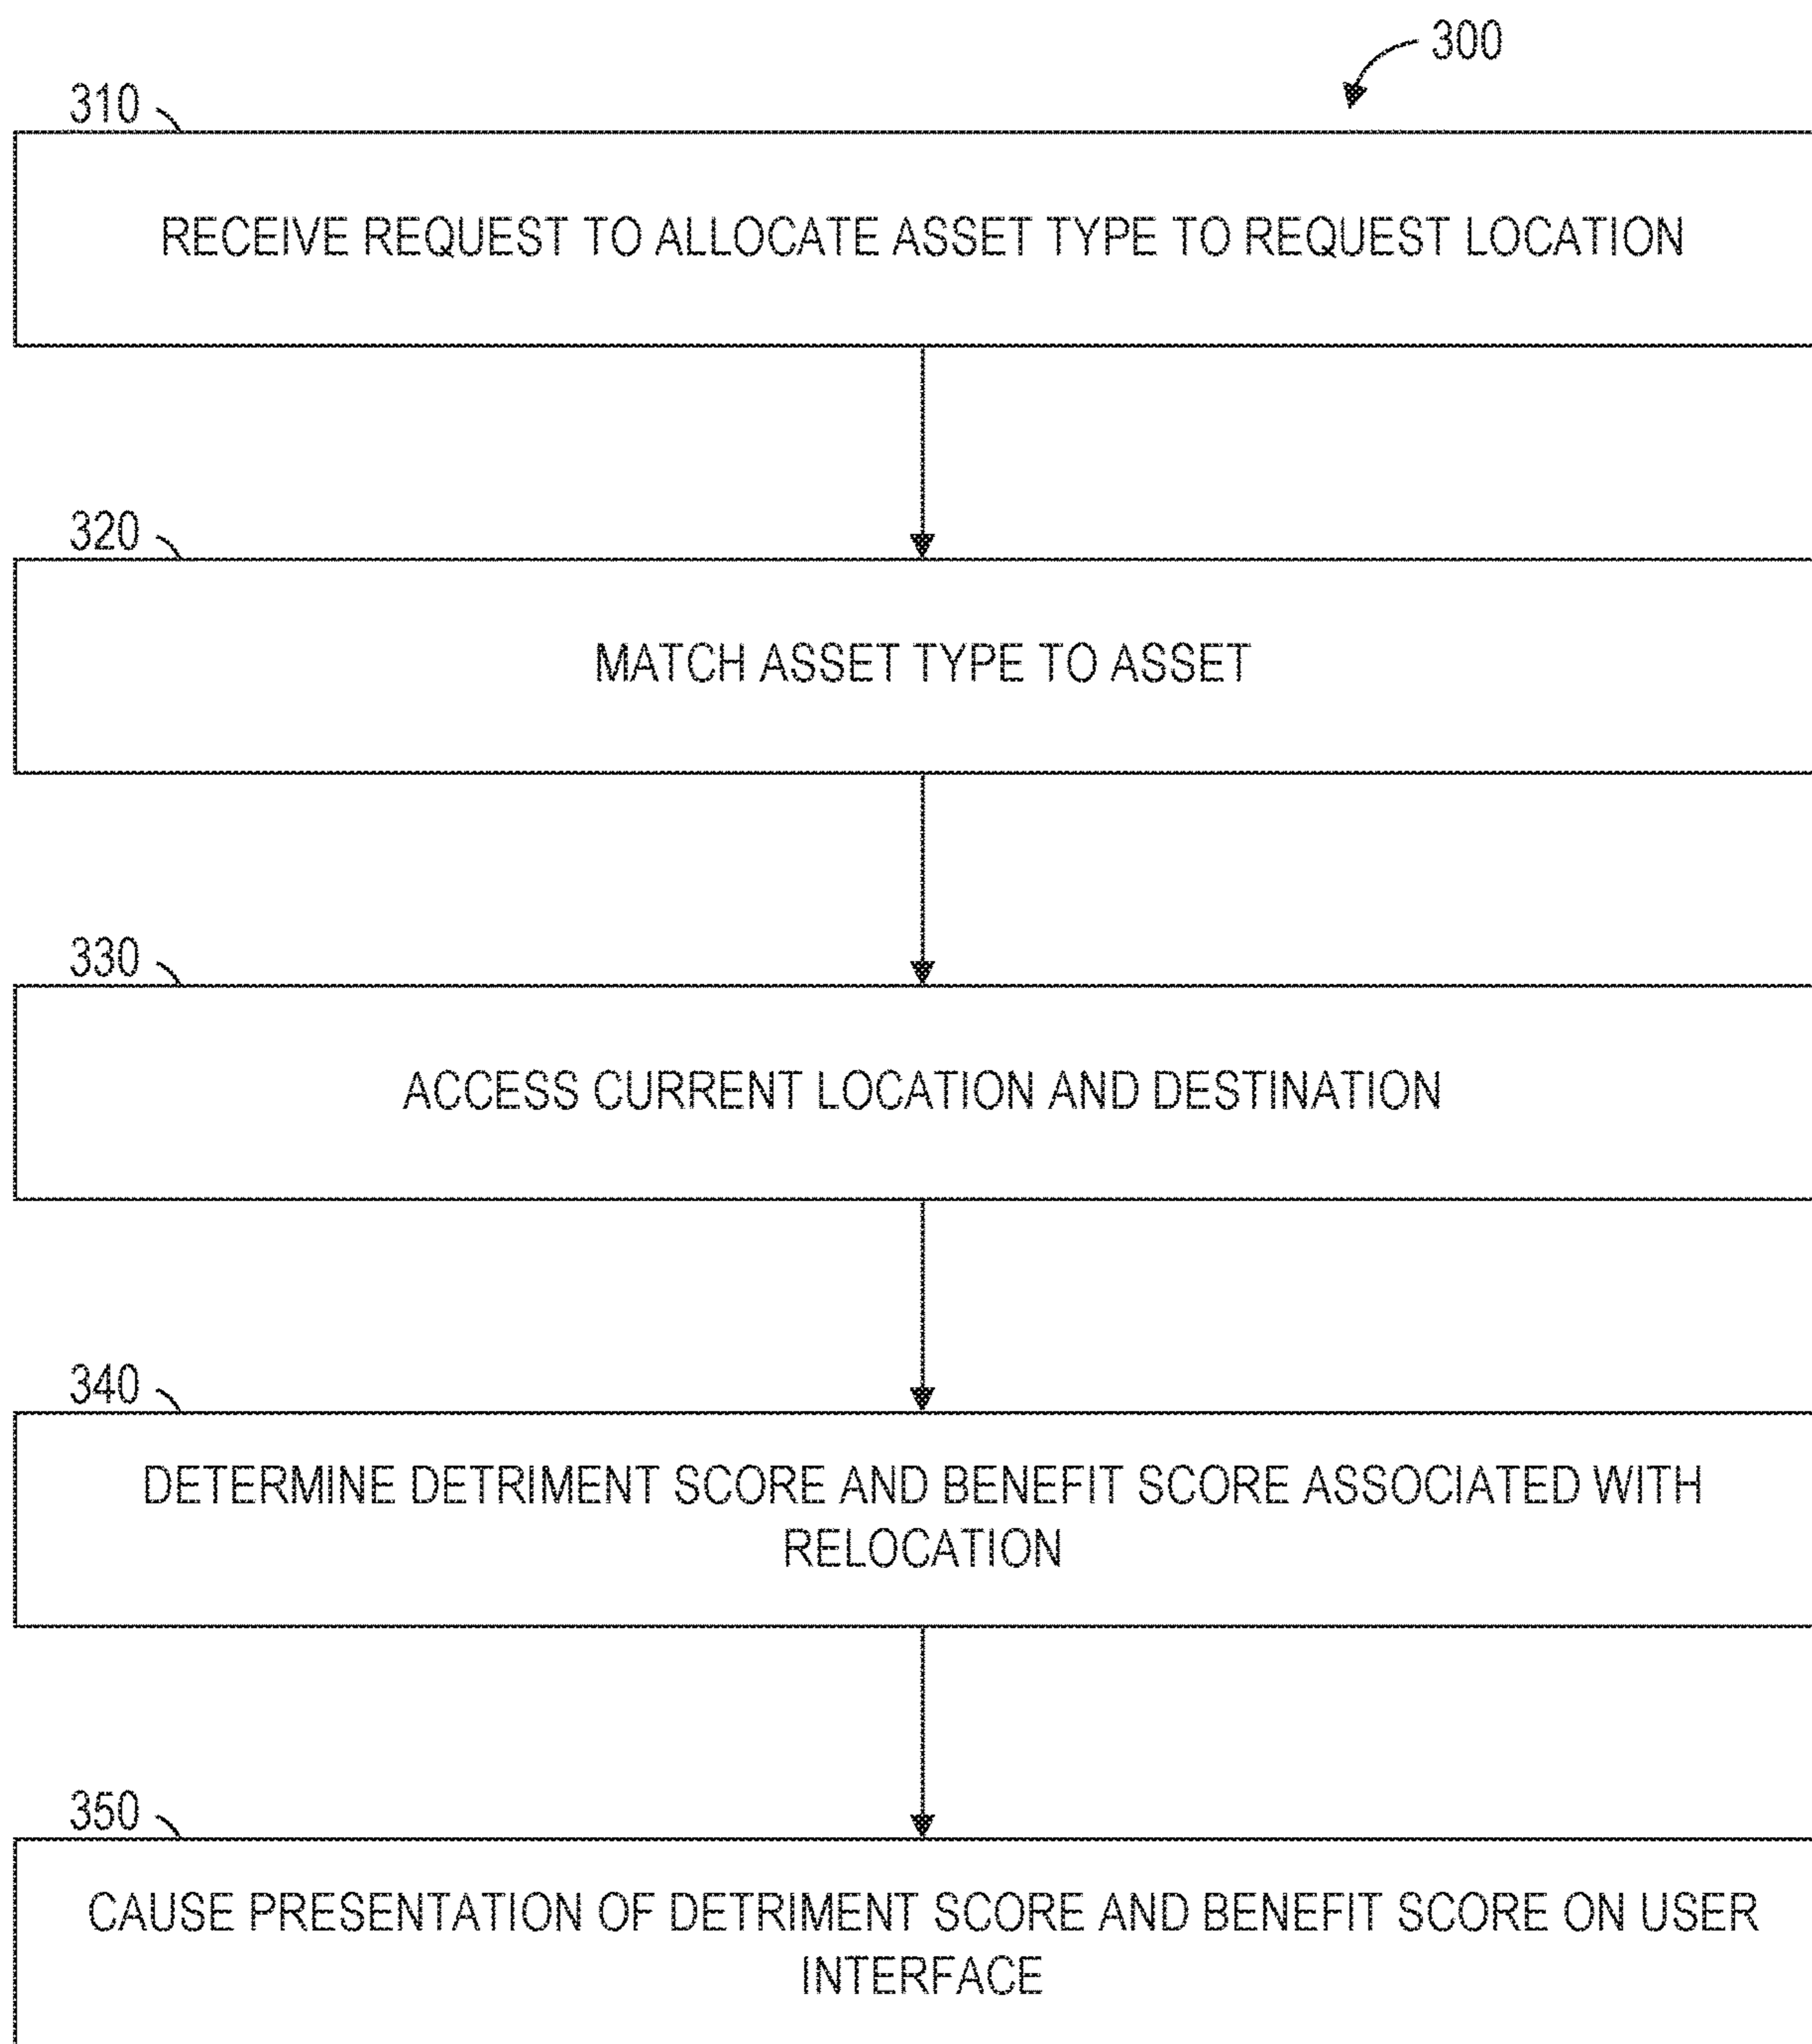 300
310
RECEIVE REQUEST TO ALLOCATE ASSET TYPE TO REQUEST LOCATION
320
MATCH ASSET TYPE TO ASSET
330
ACCESS CURRENT LOCATION AND DESTINATION
340
DETERMINE DETRIMENT SCORE AND BENEFIT SCORE ASSOCIATED WITH
RELOCATION
350
CAUSE PRESENTATION OF DETRIMENT SCORE AND BENEFIT SCORE ON USER
INTERFACE